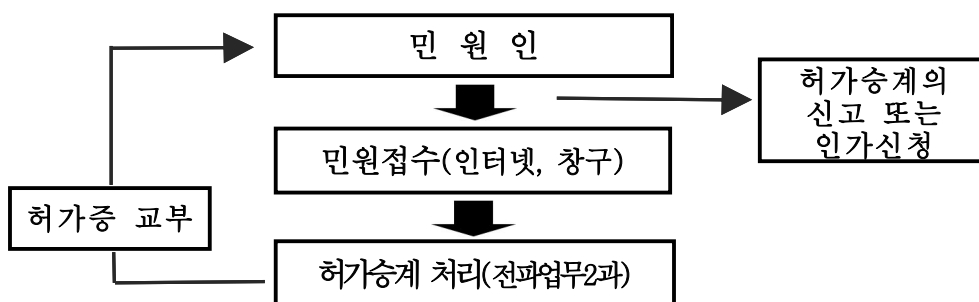 민 원 인
허가승계의
신고 또는
인가신청
민원접수(인터넷, 창구)
허가증 교부
허가승계 처리(전파업무2과)